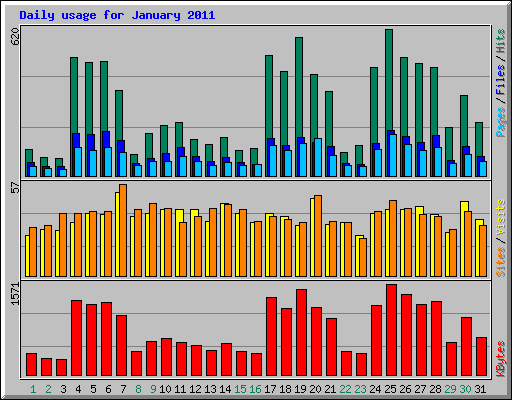 Daily usage for January 2011
620
57
1571
Pages / Files / Hits
Sites / Visits
KBytes
1 2 3 4 5 6 7 8 9 10 11 12 13 14 15 16 17 18 19 20 21 22 23 24 25 26 27 28 29 30 31